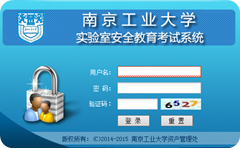 南京工业大学
实验室安全教育考试系统
用户名：
密 码：
验证码： 6527
登 录 重 置
版权所有：(C)2014-2015 南京工业大学资产管理处